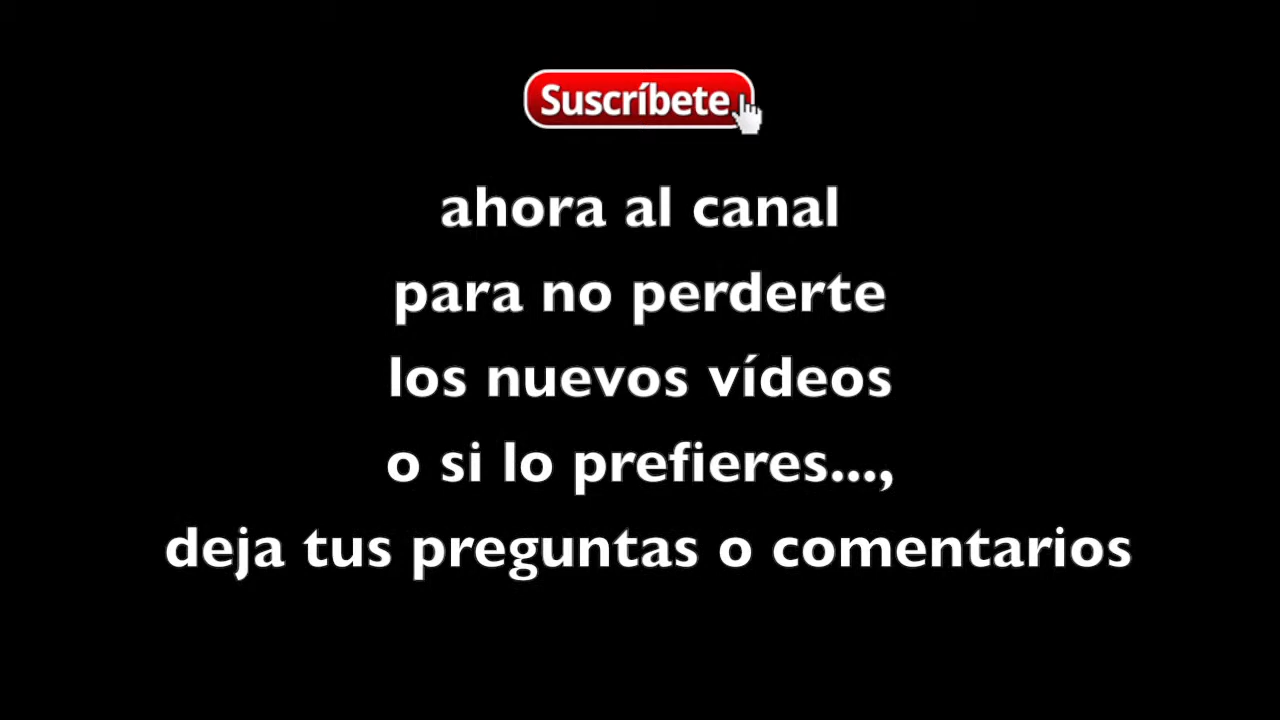 Suscríbete
ahora al canal
para no perderte
los nuevos vídeos
o si lo prefieres...,
deja tus preguntas o comentarios